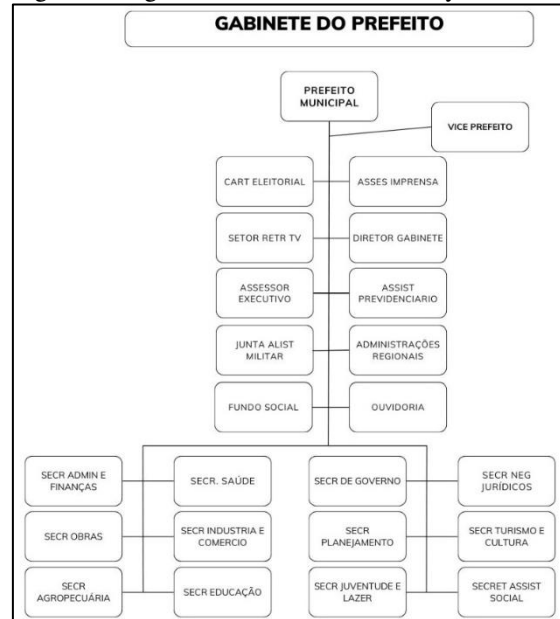 GABINETE DO PREFEITO
PREFEITO
MUNICIPAL
VICE PREFEITO
CART ELEITORIAL
ASSES IMPRENSA
SETOR RETR TV
DIRETOR GABINETE
ASSESSOR
EXECUTIVO
ASSIST
PREVIDENCIARIO
JUNTA ALIST
MILITAR
ADMINISTRAÇÕES
REGIONAIS
FUNDO SOCIAL
OUVIDORIA
SECR ADMIN E
FINANÇAS
SECR. SAÚDE
SECR DE GOVERNO
SECR NEG
JURÍDICOS
SECR OBRAS
SECR INDUSTRIA E
COMERCIO
SECR
PLANEJAMENTO
SECR TURISMO E
CULTURA
SECR
AGROPECUÁRIA
SECR EDUCAÇÃO
SECR JUVENTUDE E
LAZER
SECRET ASSIST
SOCIAL